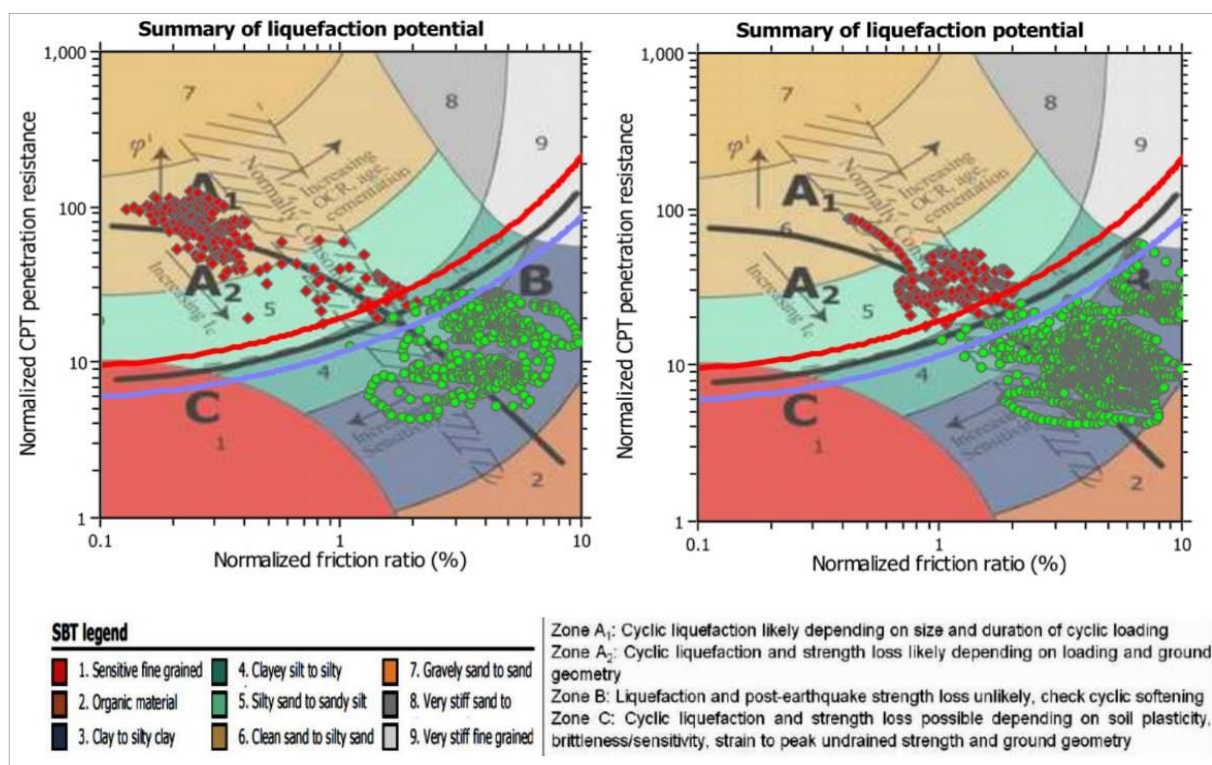 Summary of liquefaction potential
Normalized CPT penetration resistance
1,000
100
10
1
0.1
1
10
Normalized friction ratio (%)
7
8
9
φ'
A1
A2
B
C
5
4
1
2
Normally Consolidated
Increasing OCR, age, cementation
Increasing Ic
Increasing Sensitivity
Summary of liquefaction potential
Normalized CPT penetration resistance
1,000
100
10
1
0.1
1
10
Normalized friction ratio (%)
7
8
9
φ'
A1
6
A2
5
4
C
1
2
Normally
Increasing OCR, age, cementation
Increasing Ic
Increasing
SBT legend
1. Sensitive fine grained
2. Organic material
3. Clay to silty clay
4. Clayey silt to silty
5. Silty sand to sandy silt
6. Clean sand to silty sand
7. Gravely sand to sand
8. Very stiff sand to
9. Very stiff fine grained
Zone A1: Cyclic liquefaction likely depending on size and duration of cyclic loading
Zone A2: Cyclic liquefaction and strength loss likely depending on loading and ground
geometry
Zone B: Liquefaction and post-earthquake strength loss unlikely, check cyclic softening
Zone C: Cyclic liquefaction and strength loss possible depending on soil plasticity,
brittleness/sensitivity, strain to peak undrained strength and ground geometry